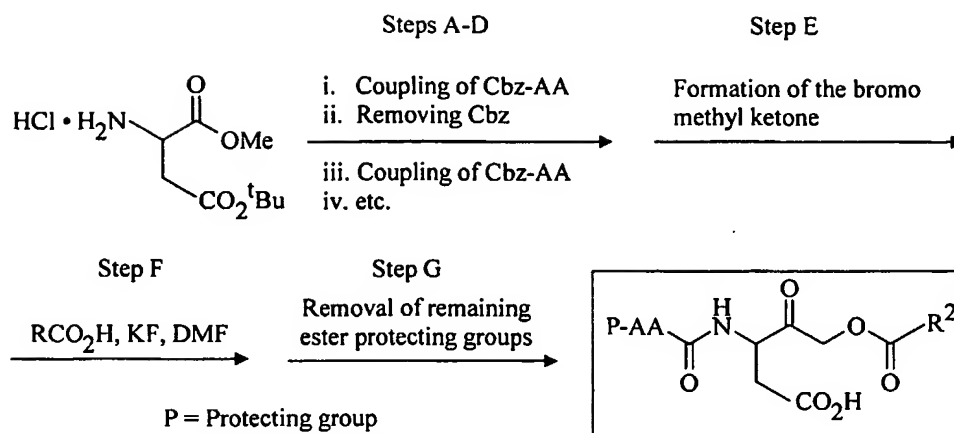 Steps A-D
Step E
HCl • H2N
O
OMe
CO2tBu
i. Coupling of Cbz-AA
ii. Removing Cbz
iii. Coupling of Cbz-AA
iv. etc.
Formation of the bromo
methyl ketone
Step F
RCO2H, KF, DMF
Step G
Removal of remaining
ester protecting groups
P-AA
O
H
N
O
O
O
R2
CO2H
P = Protecting group